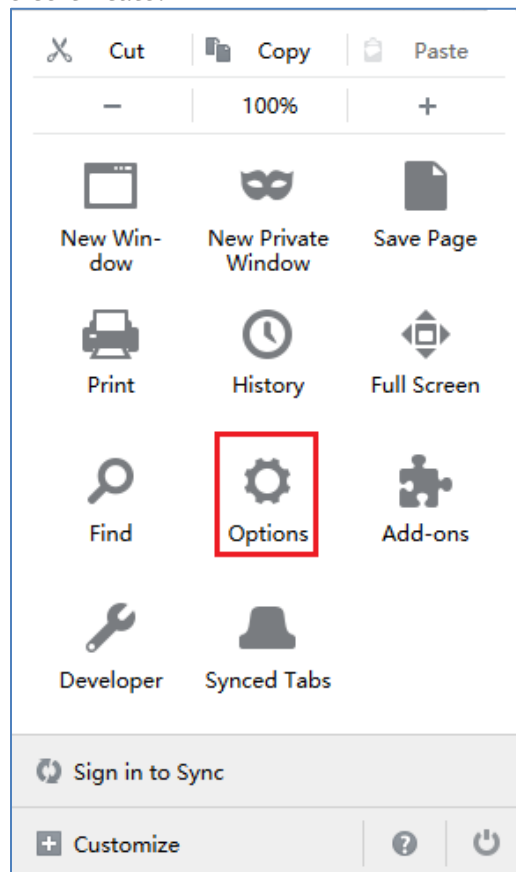 Cut Copy Paste
− 100% +
New Win- New Private Save Page
dow Window
Print History Full Screen
Find Options Add-ons
Developer Synced Tabs
Sign in to Sync
Customize ?